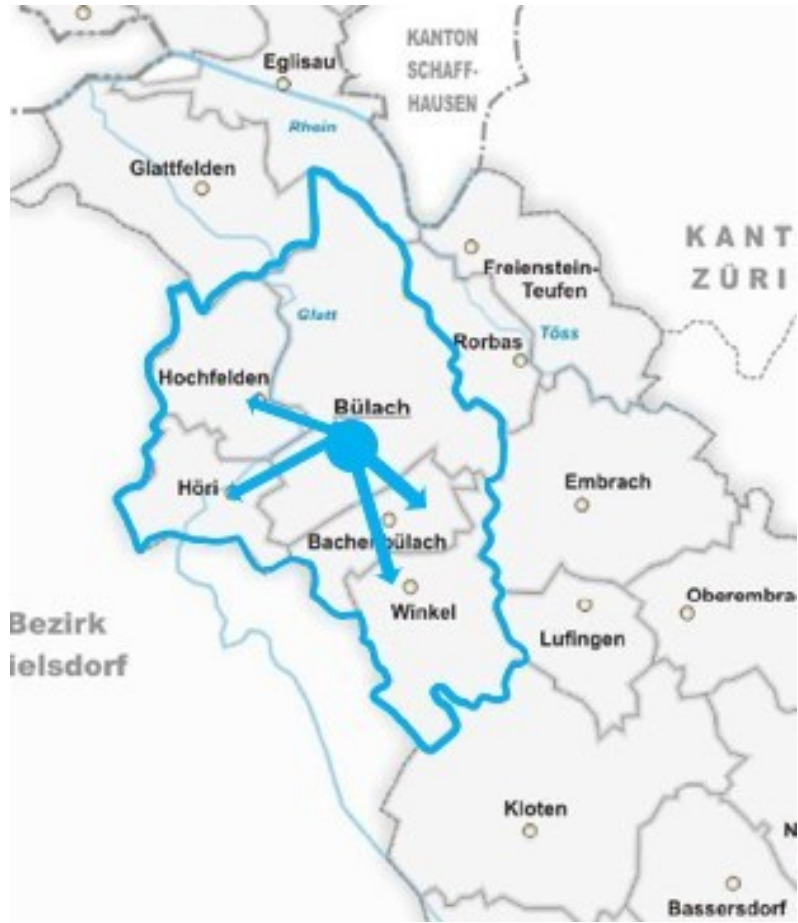 KANTON
SCHAFF-
HAUSEN
Eglisau
Rhein
Glattfelden
KANT
ZÜRI
Freienstein-
Teufen
Glatt
Töss
Rorbas
Hochfelden
Bülach
Höri
Embrach
Bachenbülach
Winkel
Oberembra
Lufingen
Bezirk
ielsdorf
Kloten
N
Bassersdorf